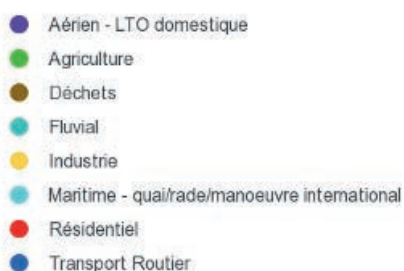 Aérien - LTO domestique
Agriculture
Déchets
Fluvial
Industrie
Maritime - quai/rade/manoeuvre international
Résidentiel
Transport Routier